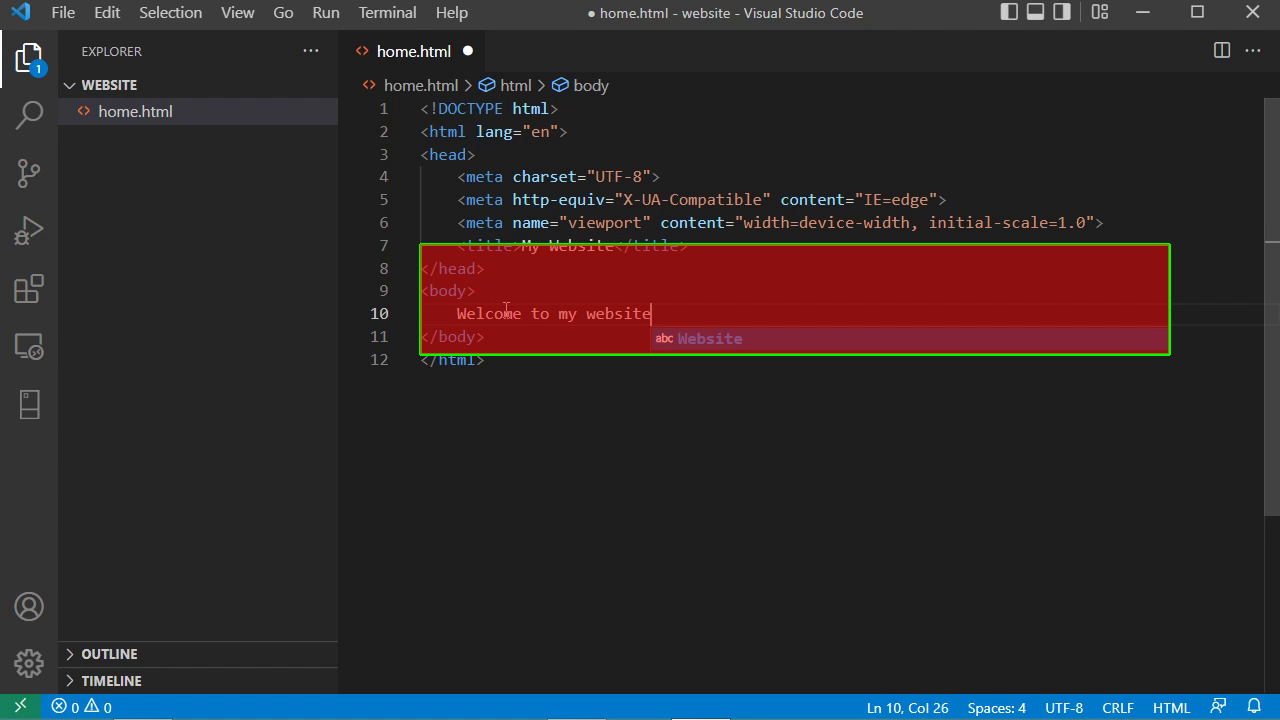 File Edit Selection View Go Run Terminal Help ● home.html - website - Visual Studio Code
EXPLORER ··· <> home.html ●
WEBSITE
<> home.html
<> home.html > html > body
1 <!DOCTYPE html>
2 <html lang="en">
3 <head>
4 <meta charset="UTF-8">
5 <meta http-equiv="X-UA-Compatible" content="IE=edge">
6 <meta name="viewport" content="width=device-width, initial-scale=1.0">
7 <title>My Website</title>
8 </head>
9 <body>
10 Welcome to my website
11 </body>
abc Website
12 </html>
1
OUTLINE
TIMELINE
0 0 Ln 10, Col 26 Spaces: 4 UTF-8 CRLF HTML